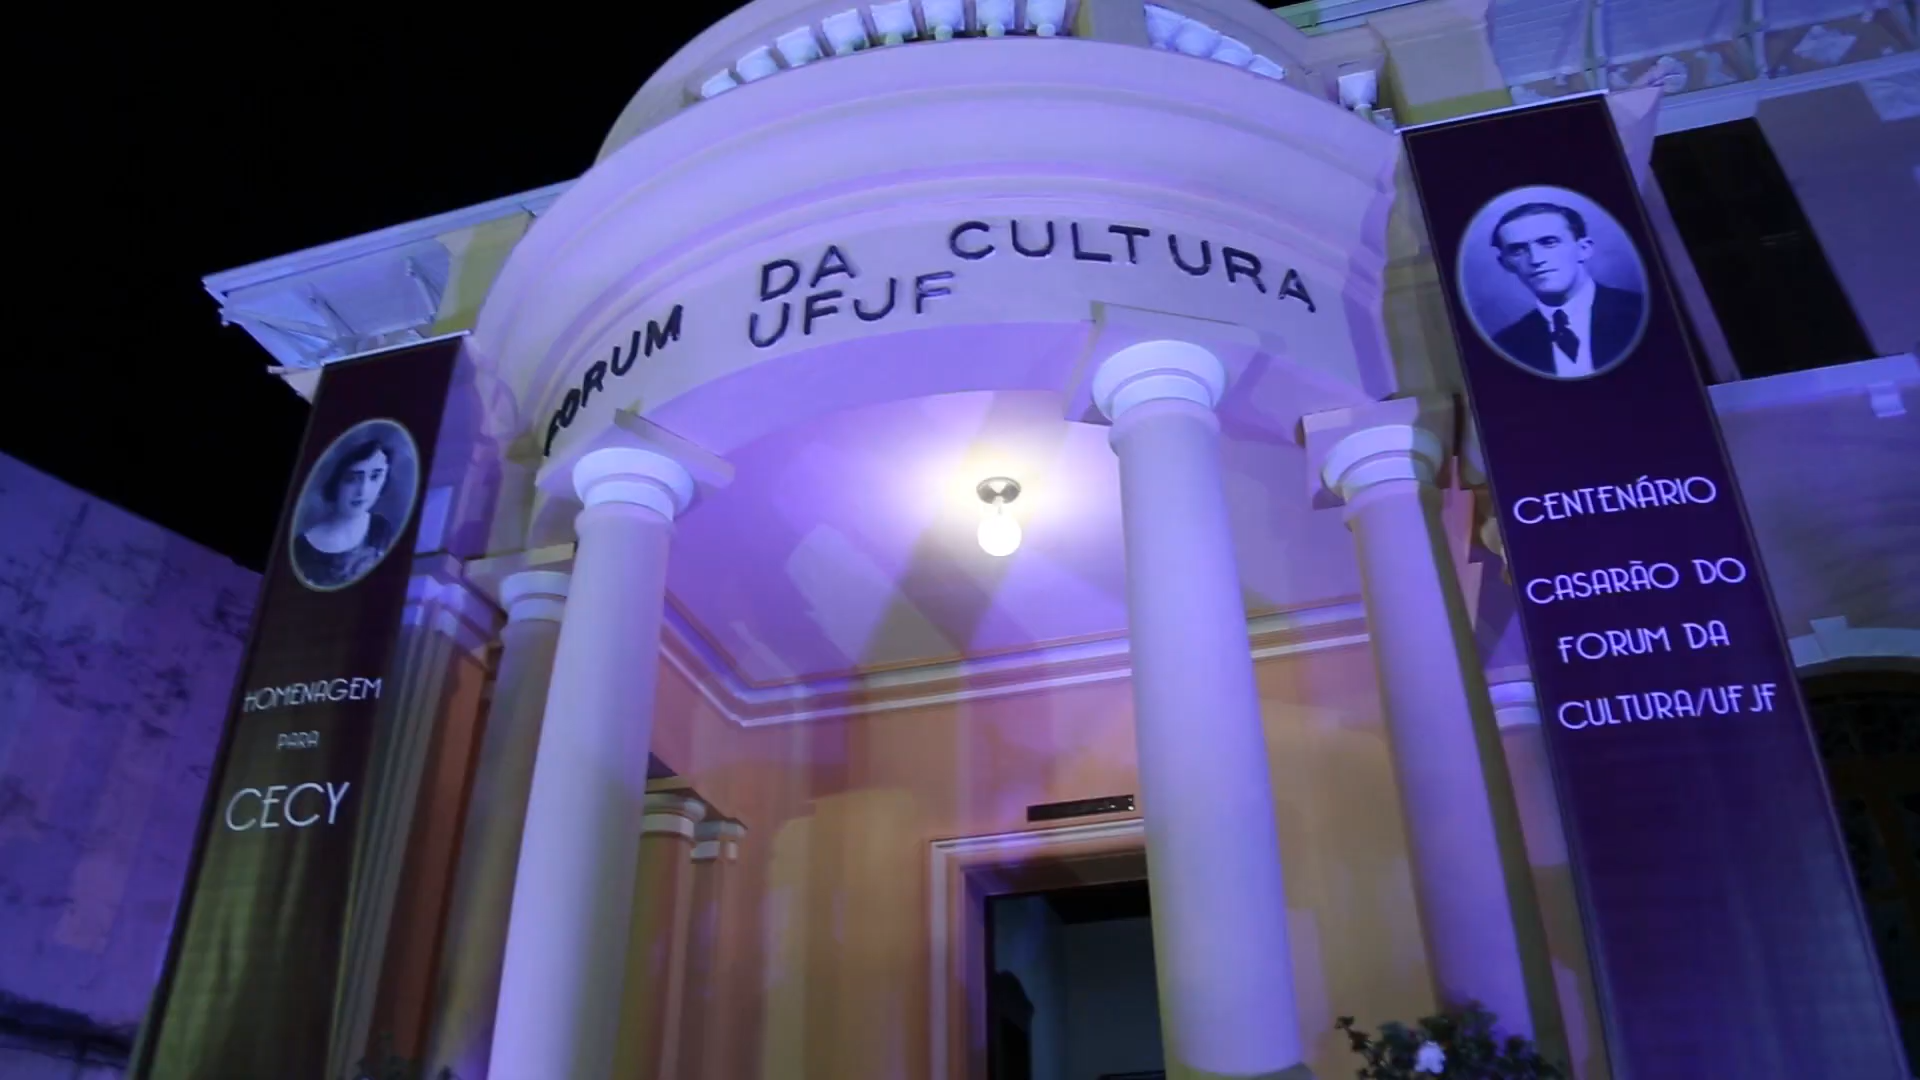 FORUM DA CULTURA
UFJF
HOMENAGEM
PARA
CECY
CENTENÁRIO
CASARÃO DO
FORUM DA
CULTURA/UFJF